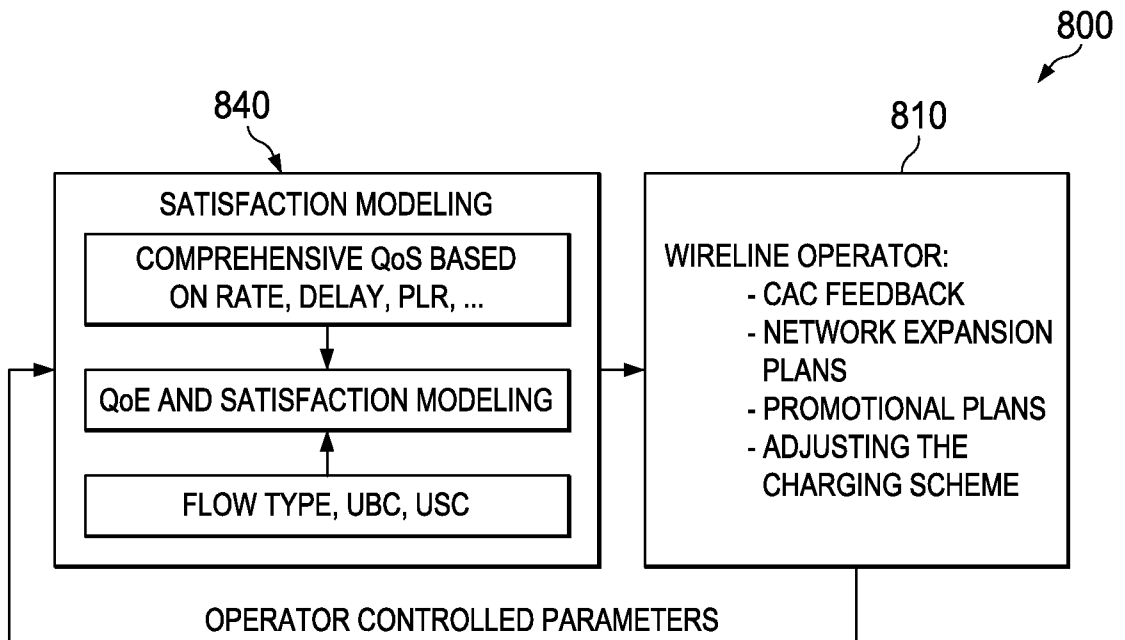 800
840
810
SATISFACTION MODELING
COMPREHENSIVE QoS BASED
ON RATE, DELAY, PLR, ...
QoE AND SATISFACTION MODELING
FLOW TYPE, UBC, USC
WIRELINE OPERATOR:
- CAC FEEDBACK
- NETWORK EXPANSION
PLANS
- PROMOTIONAL PLANS
- ADJUSTING THE
CHARGING SCHEME
OPERATOR CONTROLLED PARAMETERS